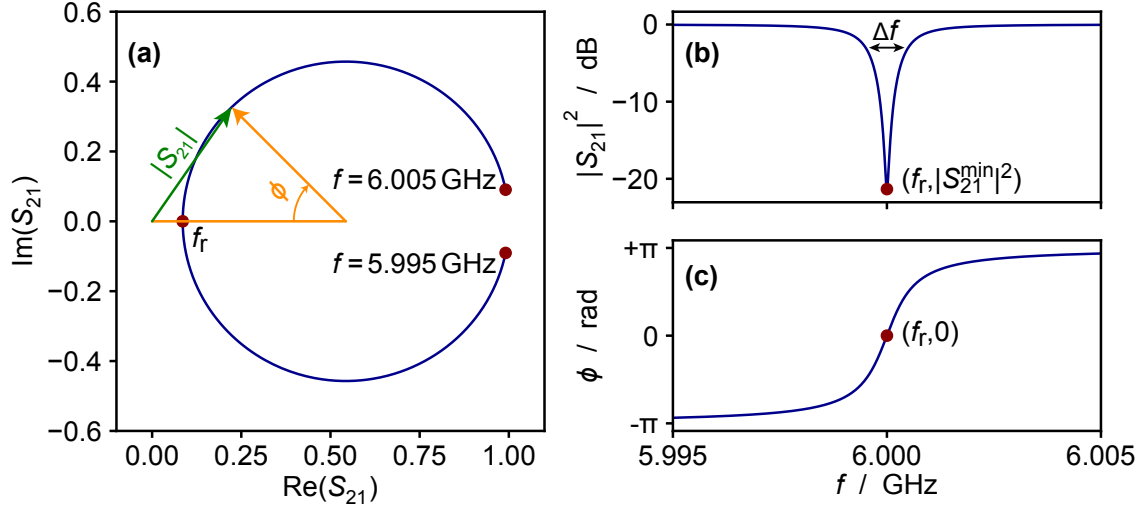 (a)
0.6
0.4
0.2
0.0
−0.2
−0.4
−0.6
Im(S₂₁)
|S₂₁|
ϕ
fᵣ
f = 6.005 GHz
f = 5.995 GHz
0.00 0.25 0.50 0.75 1.00
Re(S₂₁)
(b)
0
−10
−20
|S₂₁|² / dB
Δf
(fᵣ,|S₂₁ᵐⁱⁿ|²)
(c)
+π
0
-π
ϕ / rad
(fᵣ,0)
5.995 6.000 6.005
f / GHz